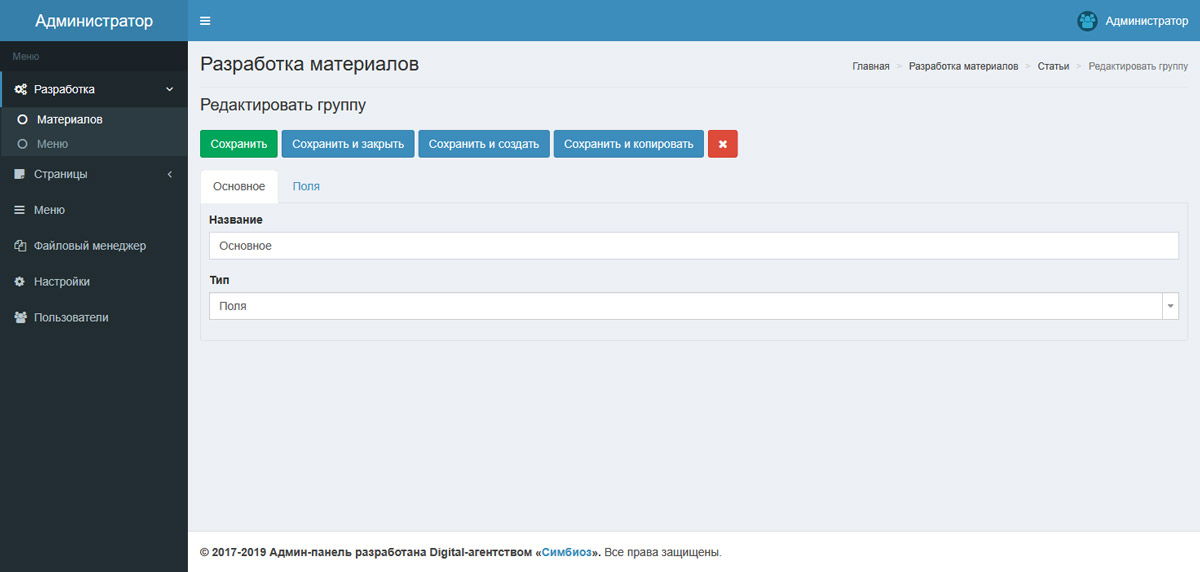 Администратор
Администратор
Меню
Разработка
Материалов
Меню
Страницы
Меню
Файловый менеджер
Настройки
Пользователи
Разработка материалов
Главная > Разработка материалов > Статьи > Редактировать группу
Редактировать группу
Сохранить Сохранить и закрыть Сохранить и создать Сохранить и копировать
Основное Поля
Название
Основное
Тип
Поля
© 2017-2019 Админ-панель разработана Digital-агентством «Симбиоз». Все права защищены.